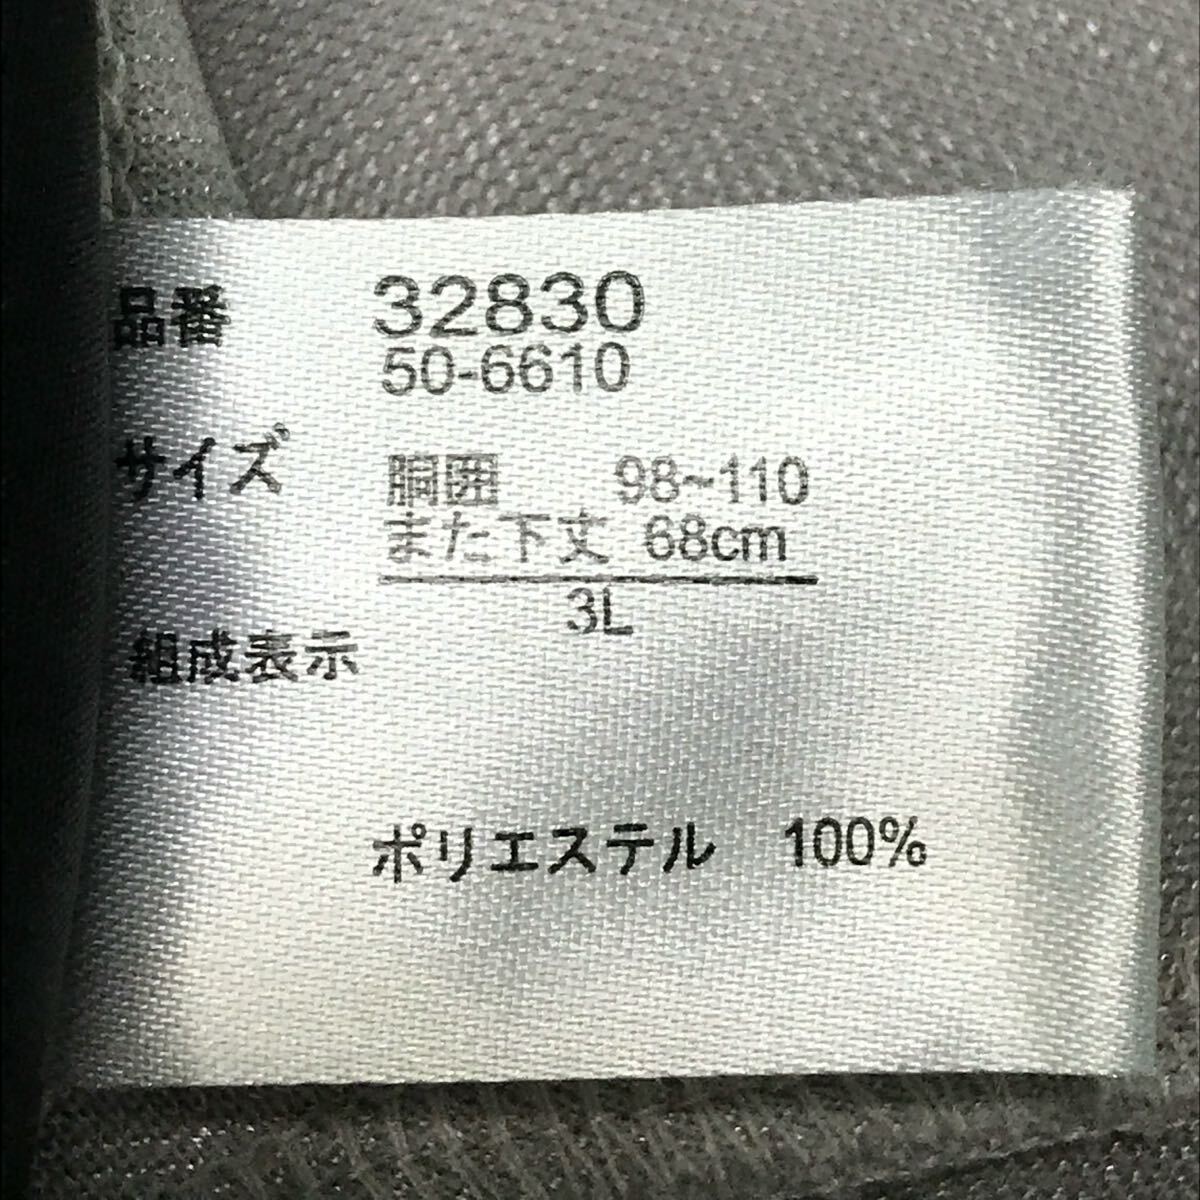 品番 32830
50-6610
サイズ 胴囲 98~110
また下丈 68cm
3L
組成表示
ポリエステル 100%